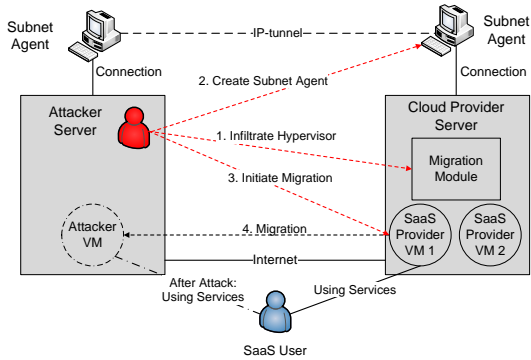 Subnet
Agent
IP-tunnel
Subnet
Agent
Connection
Connection
2. Create Subnet Agent
Attacker
Server
Cloud Provider
Server
1. Infiltrate Hypervisor
Migration
Module
3. Initiate Migration
Attacker
VM
4. Migration
SaaS
Provider
VM 1
SaaS
Provider
VM 2
Internet
After Attack:
Using Services
Using Services
SaaS User